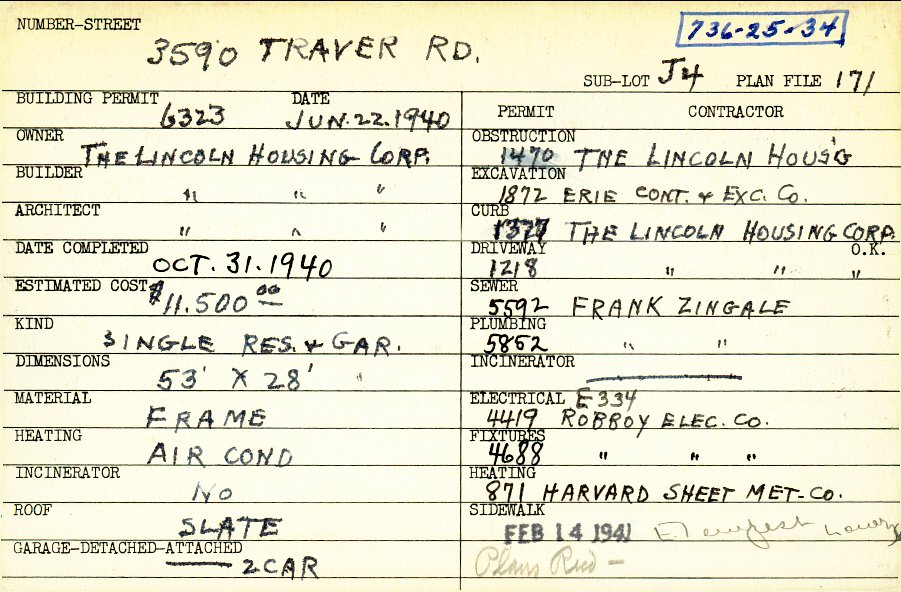 NUMBER-STREET
3590 TRAVER RD.
736-25-34
SUB-LOT J4 PLAN FILE 171
BUILDING PERMIT DATE
6323 JUN.22.1940
OWNER
THE LINCOLN HOUSING CORP.
BUILDER
" " "
ARCHITECT
" " "
DATE COMPLETED
OCT. 31. 1940
ESTIMATED COST
$11.500 00
KIND
SINGLE RES. & GAR.
DIMENSIONS
53' X 28'
MATERIAL
FRAME
HEATING
AIR COND
INCINERATOR
NO
ROOF
SLATE
GARAGE-DETACHED-ATTACHED
2 CAR
PERMIT CONTRACTOR
OBSTRUCTION
1470 THE LINCOLN HOUS'G
EXCAVATION
1872 ERIE CONT. & EXC. CO.
CURB
1327 THE LINCOLN HOUSING CORP.
DRIVEWAY O.K.
1218 " " "
SEWER
5592 FRANK ZINGALE
PLUMBING
5862 " "
INCINERATOR
ELECTRICAL E334
4419 ROBROY ELEC. CO.
FIXTURES
4688 " " "
HEATING
871 HARVARD SHEET MET-CO.
SIDEWALK
FEB 14 1941
Plans